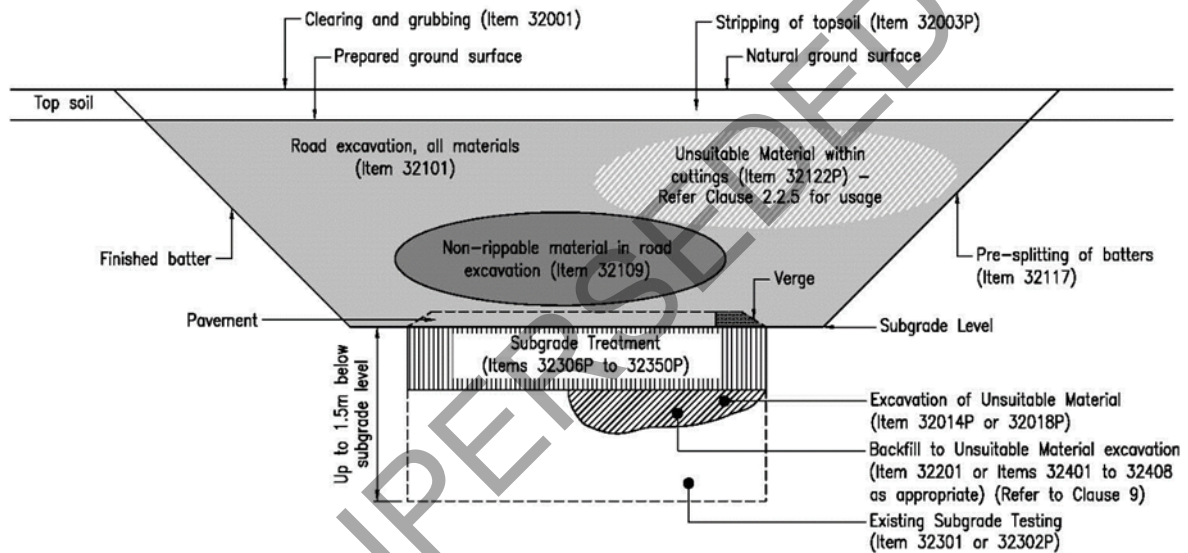 Clearing and grubbing (Item 32001)
Stripping of topsoil (Item 32003P)
Prepared ground surface
Natural ground surface
Top soil
Road excavation, all materials
(Item 32101)
Unsuitable Material within
cuttings (Item 32122P) –
Refer Clause 2.2.5 for usage
Non-rippable material in road
excavation (Item 32109)
Finished batter
Pre-splitting of batters
(Item 32117)
Verge
Pavement
Subgrade Level
Subgrade Treatment
(Items 32306P to 32350P)
Up to 1.5m below
subgrade level
Excavation of Unsuitable Material
(Item 32014P or 32018P)
Backfill to Unsuitable Material excavation
(Item 32201 or Items 32401 to 32408
as appropriate) (Refer to Clause 9)
Existing Subgrade Testing
(Item 32301 or 32302P)
IPERSEDED